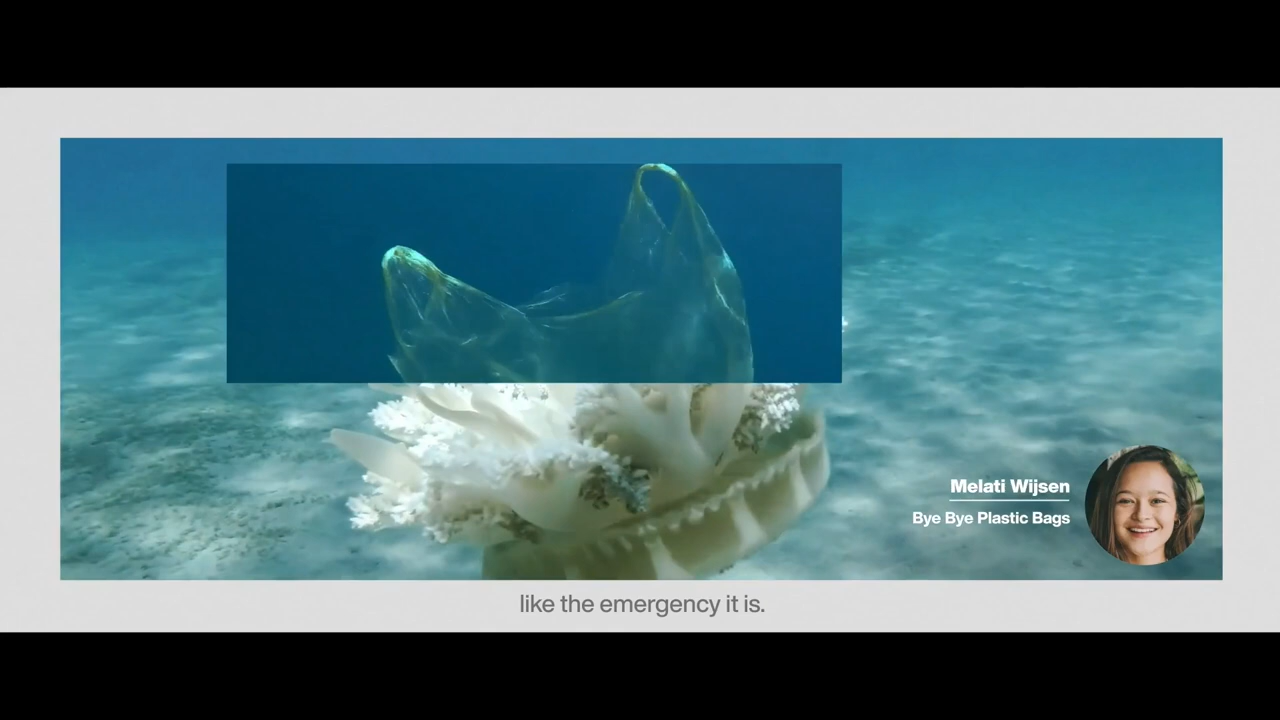 Melati Wijsen
Bye Bye Plastic Bags
like the emergency it is.